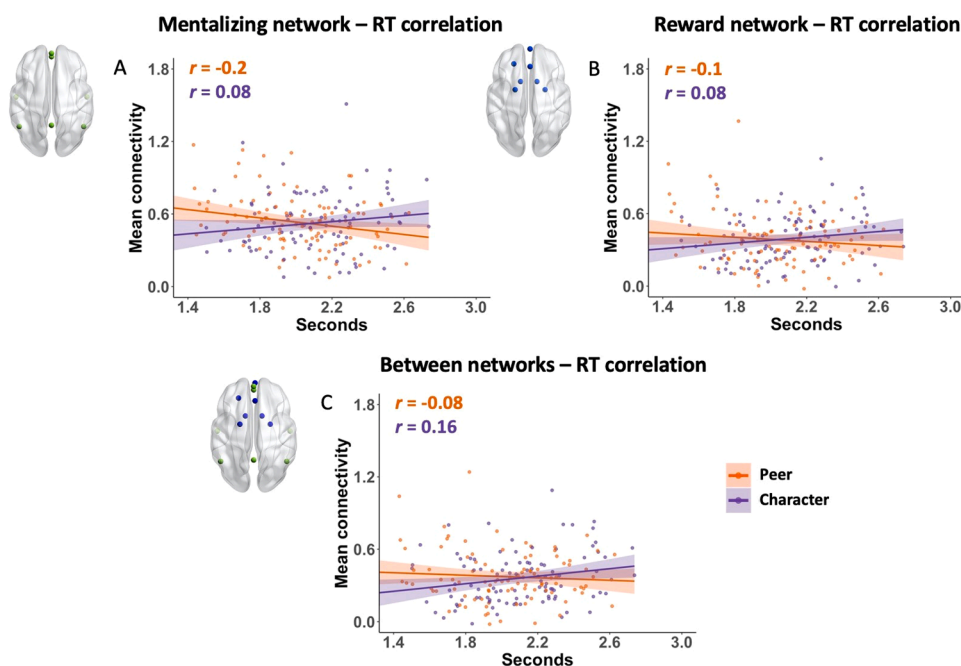 Mentalizing network – RT correlation
A
r = -0.2
r = 0.08
Mean connectivity
1.8
1.2
0.6
0.0
1.4 1.8 2.2 2.6 3.0
Seconds
Reward network – RT correlation
B
r = -0.1
r = 0.08
Mean connectivity
1.8
1.2
0.6
0.0
1.4 1.8 2.2 2.6 3.0
Seconds
Between networks – RT correlation
C
r = -0.08
r = 0.16
Mean connectivity
1.8
1.2
0.6
0.0
1.4 1.8 2.2 2.6 3.0
Seconds
Peer
Character